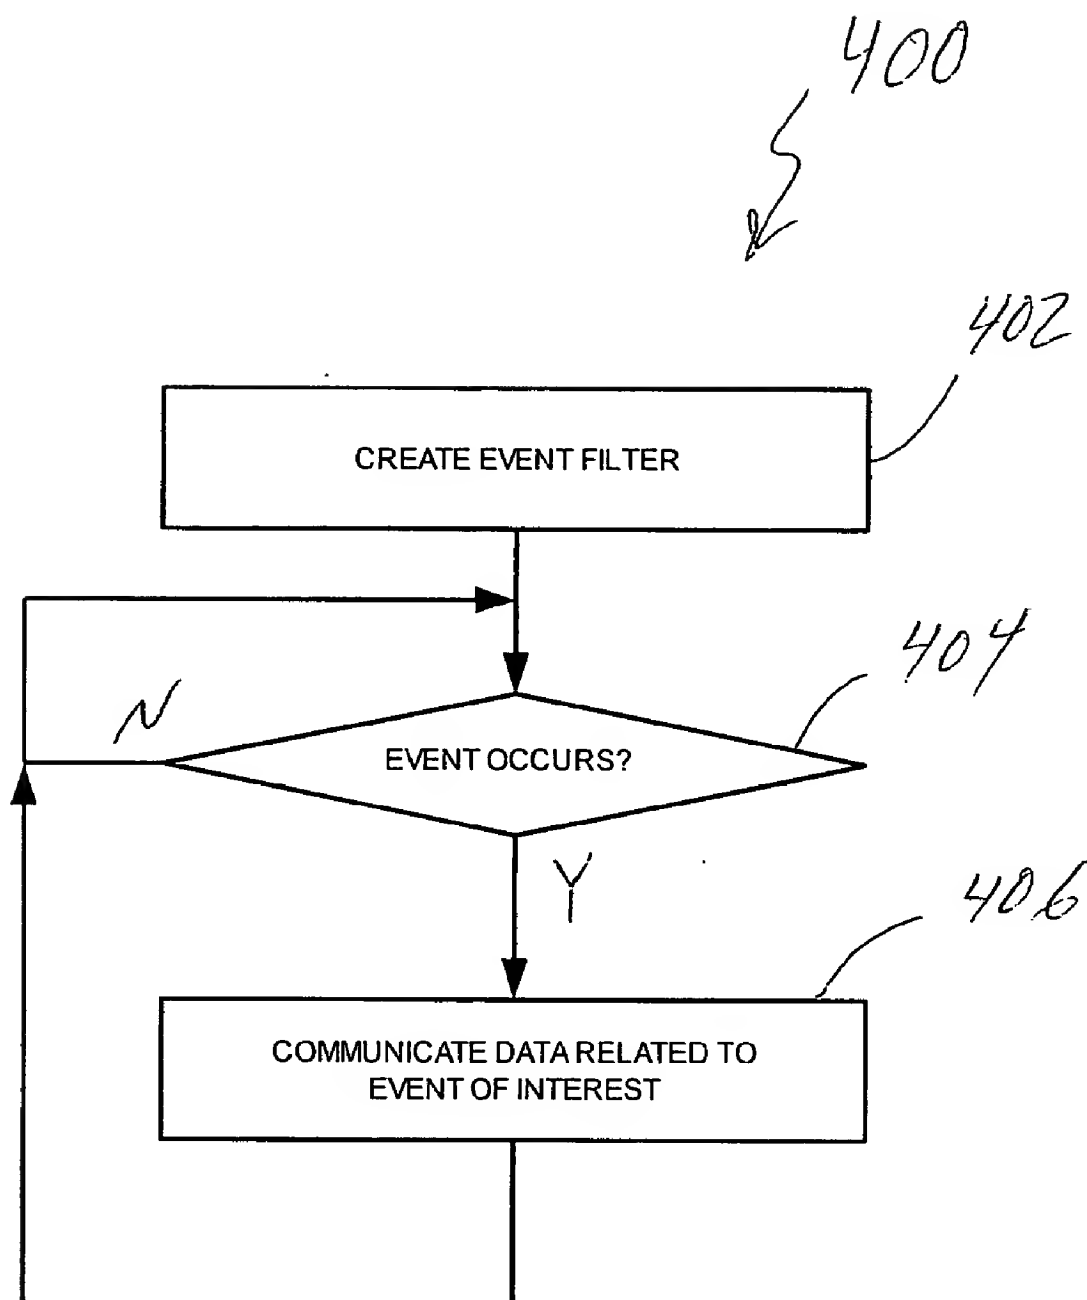 400
402
CREATE EVENT FILTER
404
N
EVENT OCCURS?
Y
406
COMMUNICATE DATA RELATED TO
EVENT OF INTEREST